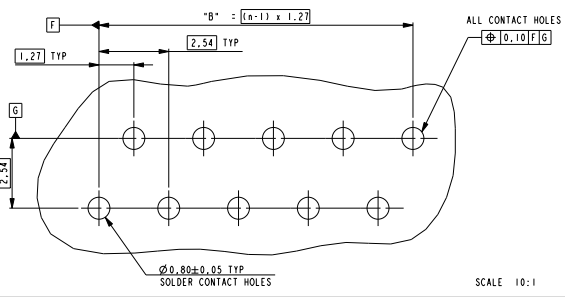 "B" = (n-1) x 1.27
F
ALL CONTACT HOLES
⌖ 0,10 F G
2,54 TYP
1,27 TYP
G
2,54
Ø0,80±0,05 TYP
SOLDER CONTACT HOLES
SCALE 10:1